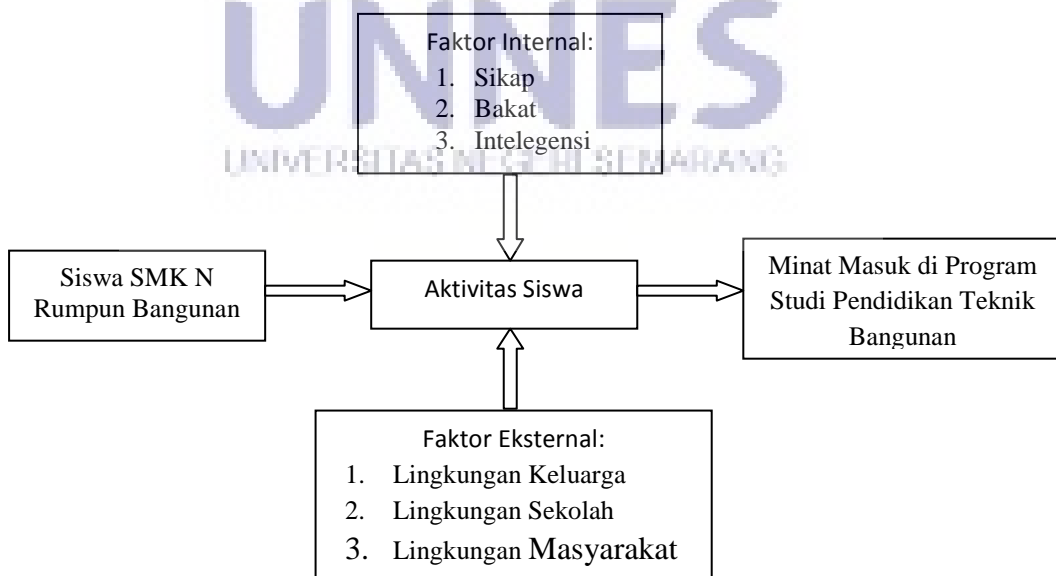 UNNES
UNIVERSITAS NEGERI SEMARANG
Faktor Internal:
1. Sikap
2. Bakat
3. Intelegensi
Siswa SMK N
Rumpun Bangunan
Aktivitas Siswa
Minat Masuk di Program
Studi Pendidikan Teknik
Bangunan
Faktor Eksternal:
1. Lingkungan Keluarga
2. Lingkungan Sekolah
3. Lingkungan Masyarakat